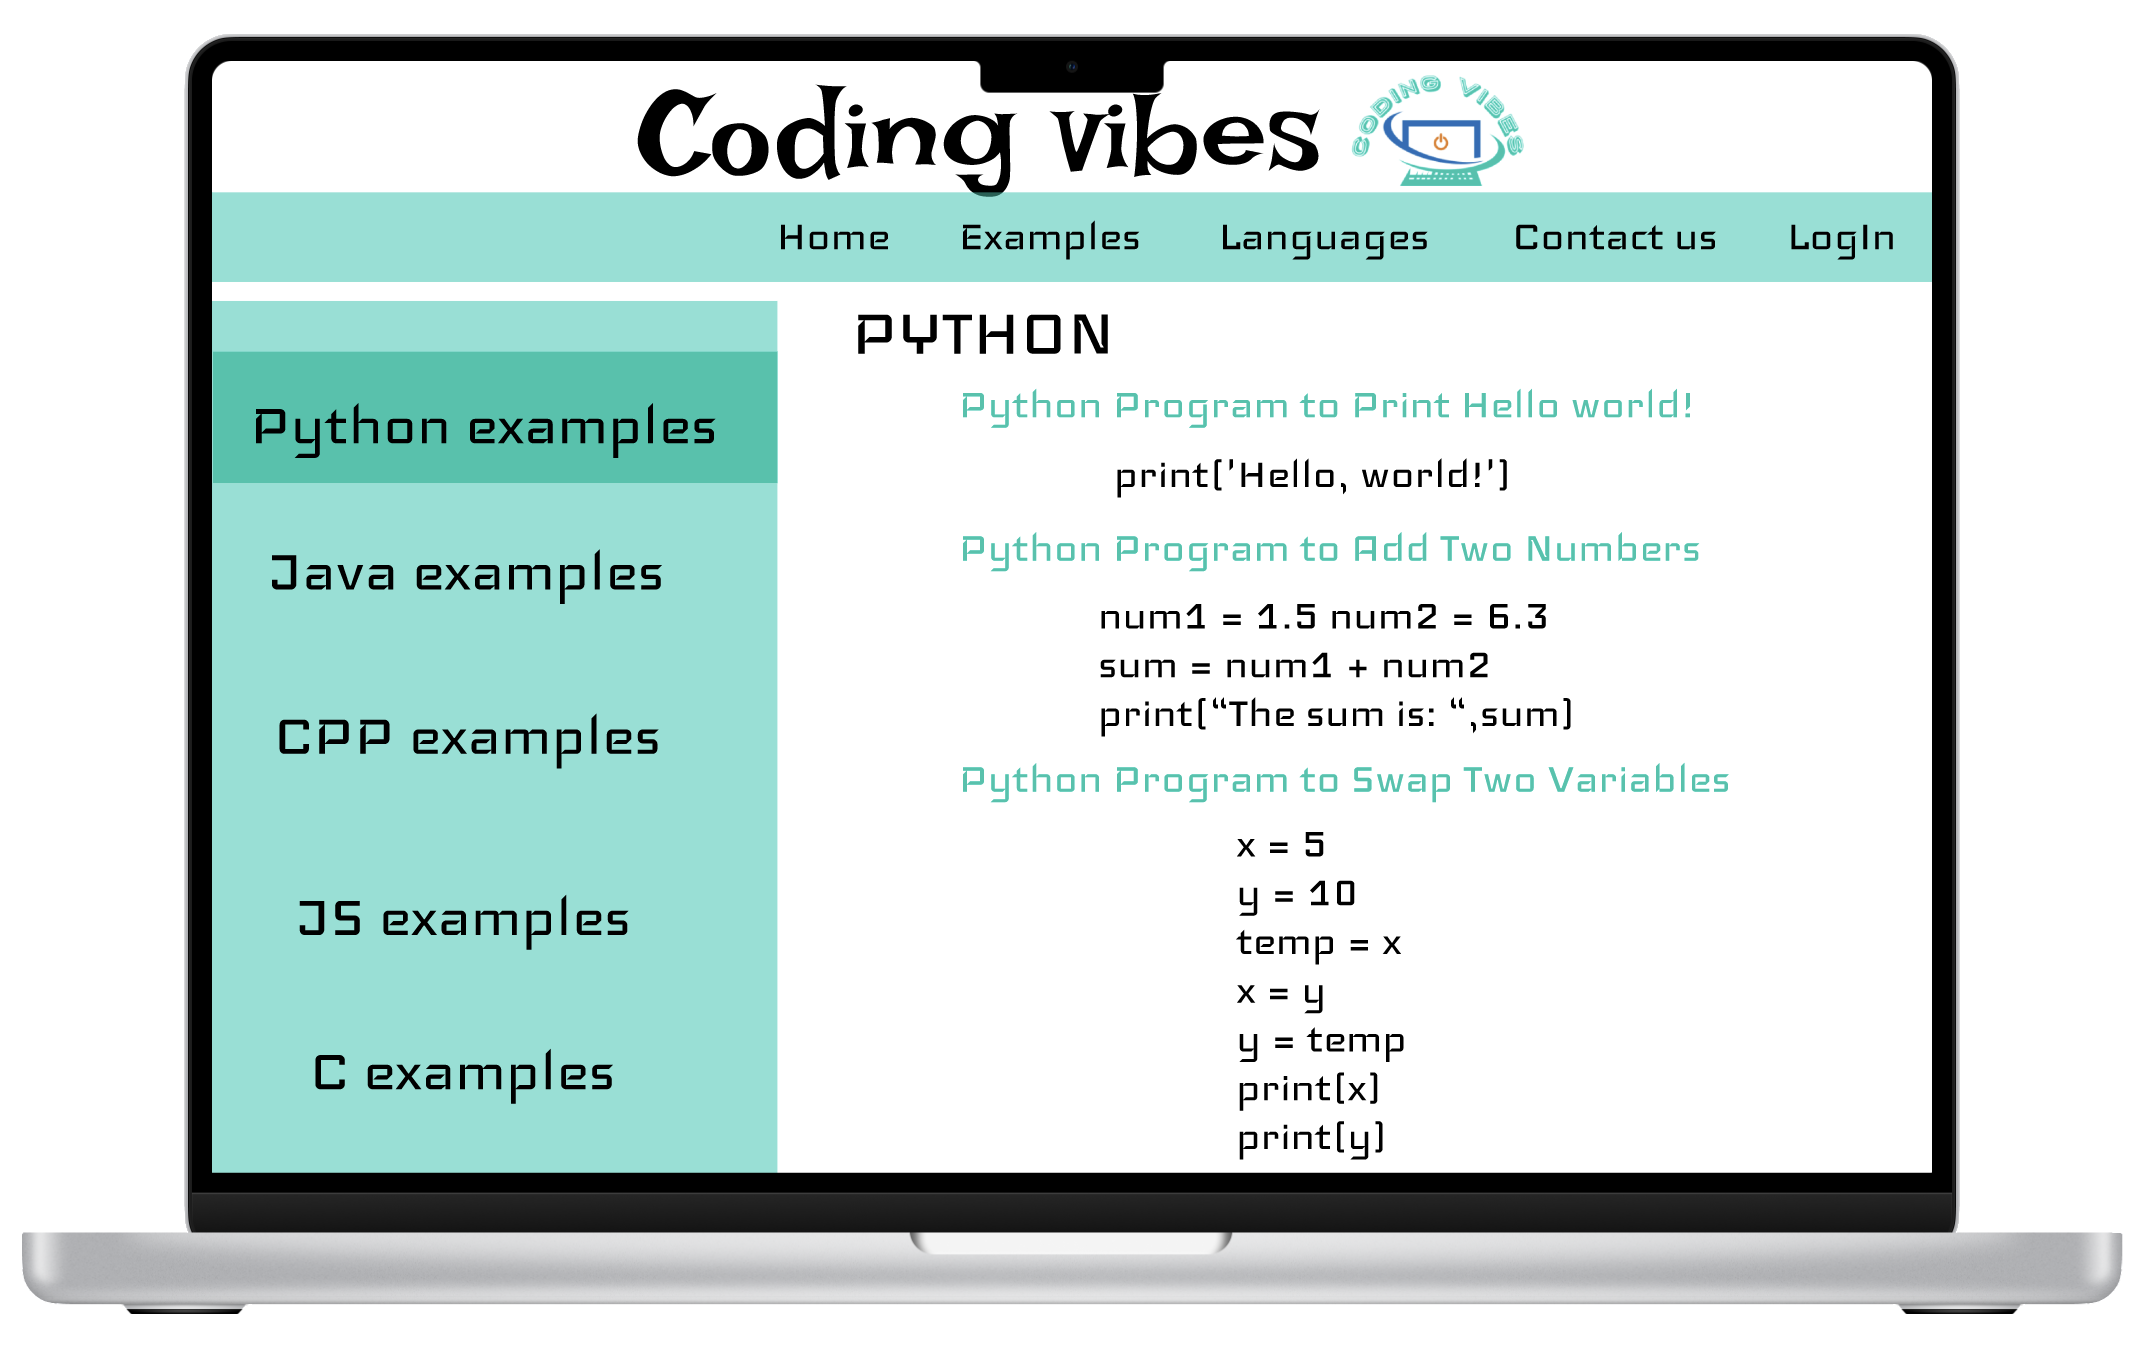 Coding vibes
CODING VIBES
Home Examples Languages Contact us LogIn
Python examples
Java examples
CPP examples
JS examples
C examples
PYTHON
Python Program to Print Hello world!
print('Hello, world!')
Python Program to Add Two Numbers
num1 = 1.5 num2 = 6.3
sum = num1 + num2
print(“The sum is: “,sum)
Python Program to Swap Two Variables
x = 5
y = 10
temp = x
x = y
y = temp
print(x)
print(y)